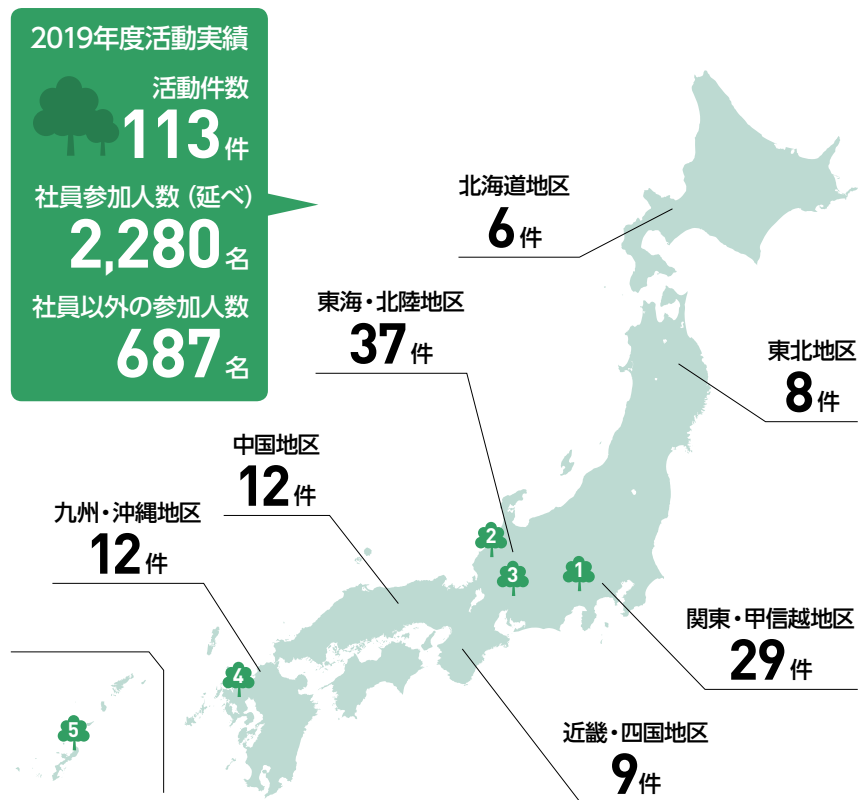 2019年度活動実績
活動件数
113件
社員参加人数（延べ）
2,280名
社員以外の参加人数
687名
北海道地区
6件
東海・北陸地区
37件
東北地区
8件
中国地区
12件
九州・沖縄地区
12件
2
3
1
関東・甲信越地区
29件
4
5
近畿・四国地区
9件